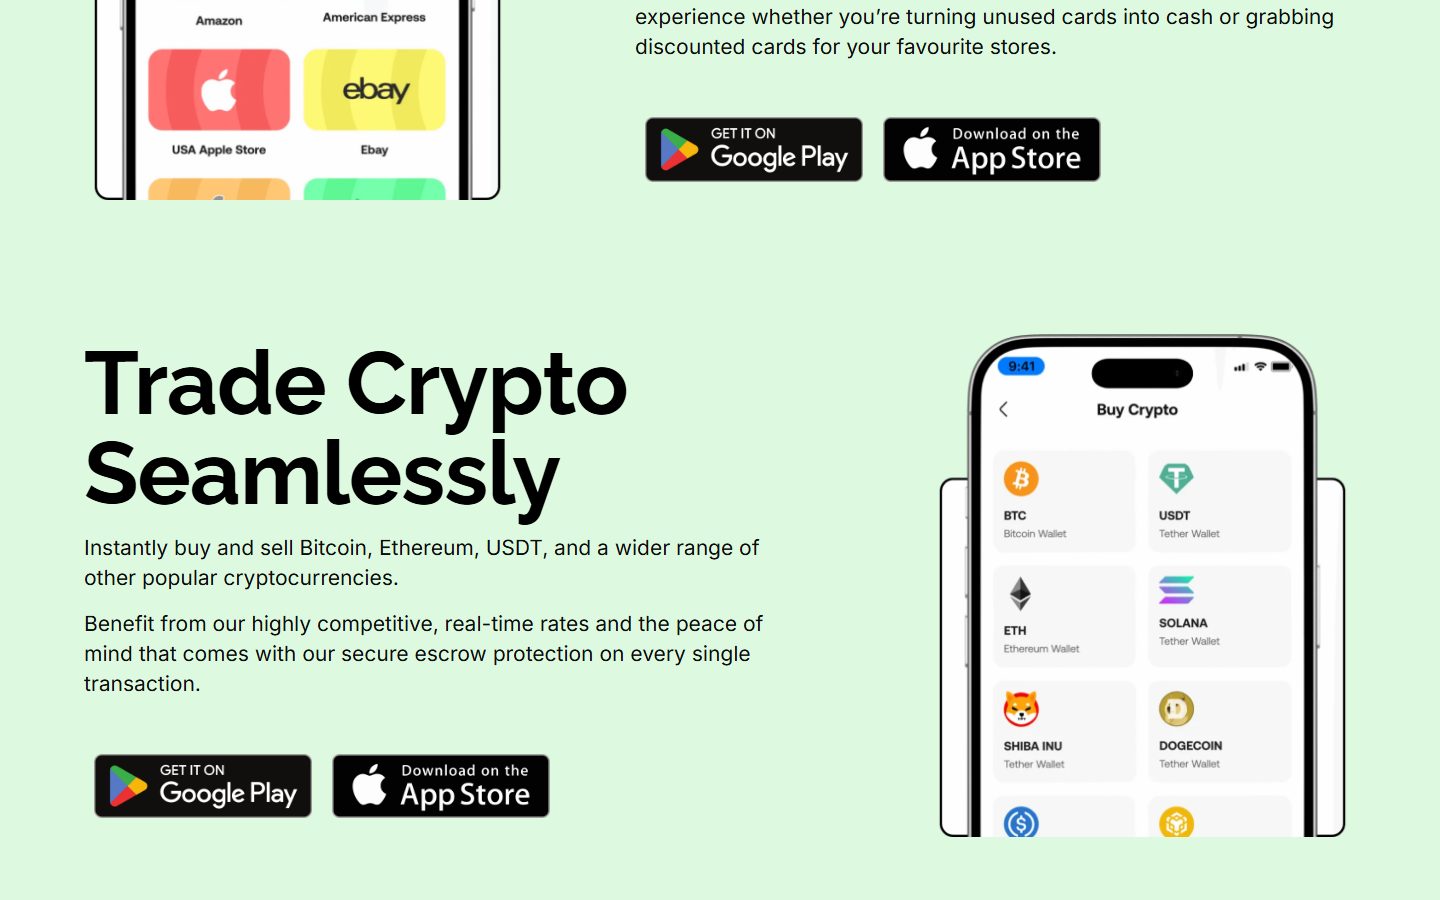 Amazon
American Express
ebay
USA Apple Store
Ebay
experience whether you’re turning unused cards into cash or grabbing
discounted cards for your favourite stores.
GET IT ON
Google Play
Download on the
App Store
Trade Crypto
Seamlessly
Instantly buy and sell Bitcoin, Ethereum, USDT, and a wider range of
other popular cryptocurrencies.
Benefit from our highly competitive, real-time rates and the peace of
mind that comes with our secure escrow protection on every single
transaction.
GET IT ON
Google Play
Download on the
App Store
9:41
Buy Crypto
BTC
Bitcoin Wallet
USDT
Tether Wallet
ETH
Ethereum Wallet
SOLANA
Tether Wallet
SHIBA INU
Tether Wallet
DOGECOIN
Tether Wallet